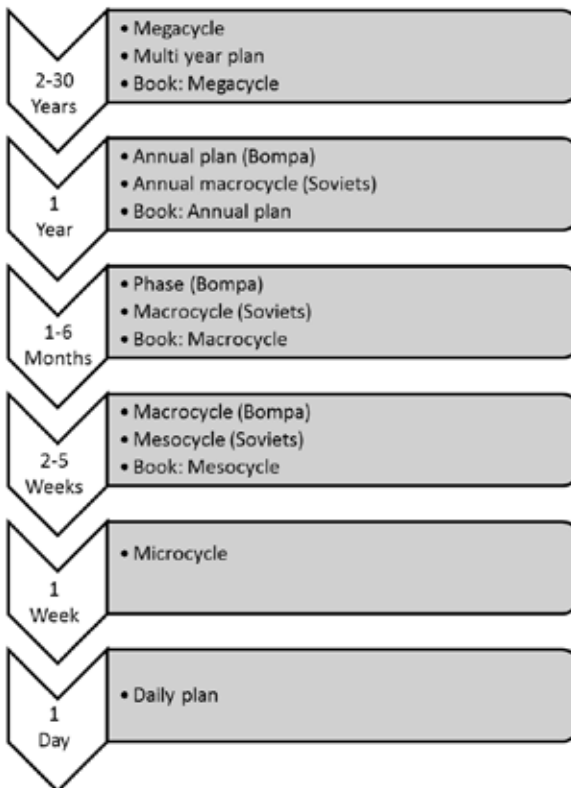 2-30
Years
• Megacycle
• Multi year plan
• Book: Megacycle
1
Year
• Annual plan (Bompa)
• Annual macrocycle (Soviets)
• Book: Annual plan
1-6
Months
• Phase (Bompa)
• Macrocycle (Soviets)
• Book: Macrocycle
2-5
Weeks
• Macrocycle (Bompa)
• Mesocycle (Soviets)
• Book: Mesocycle
1
Week
• Microcycle
1
Day
• Daily plan